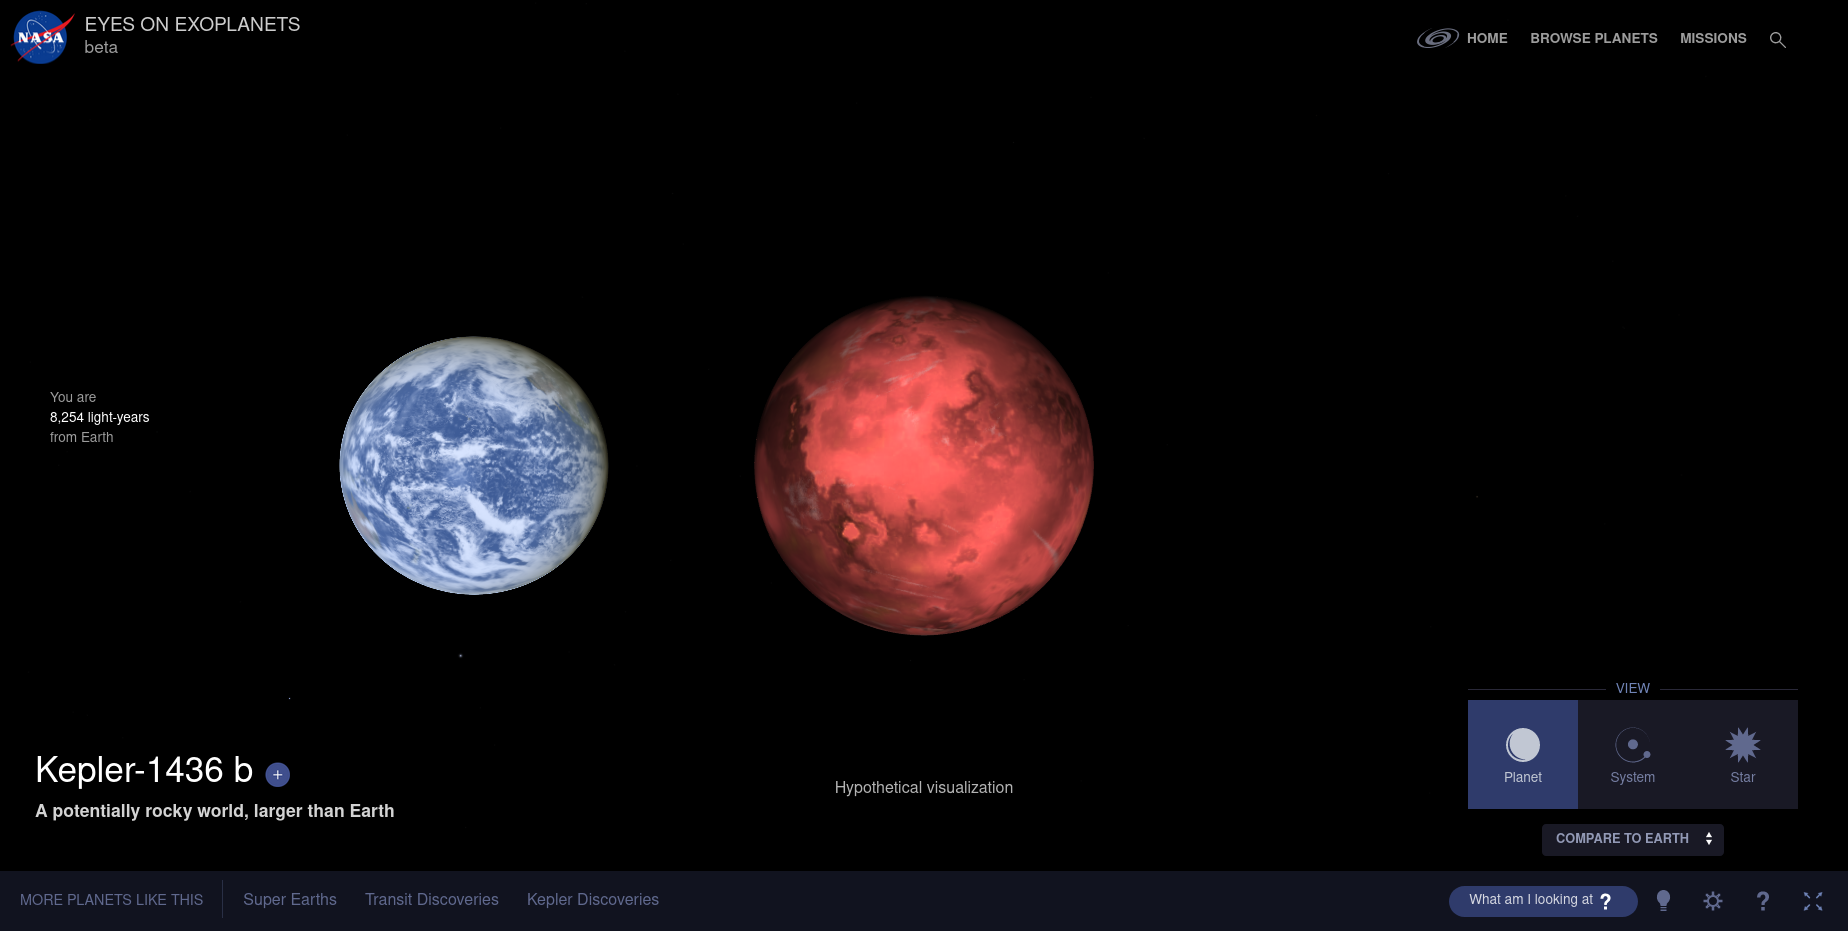 NASA
EYES ON EXOPLANETS
beta
HOME
BROWSE PLANETS
MISSIONS
You are
8,254 light-years
from Earth
VIEW
Planet
System
Star
COMPARE TO EARTH
Kepler-1436 b +
A potentially rocky world, larger than Earth
Hypothetical visualization
MORE PLANETS LIKE THIS
Super Earths
Transit Discoveries
Kepler Discoveries
What am I looking at ?
?